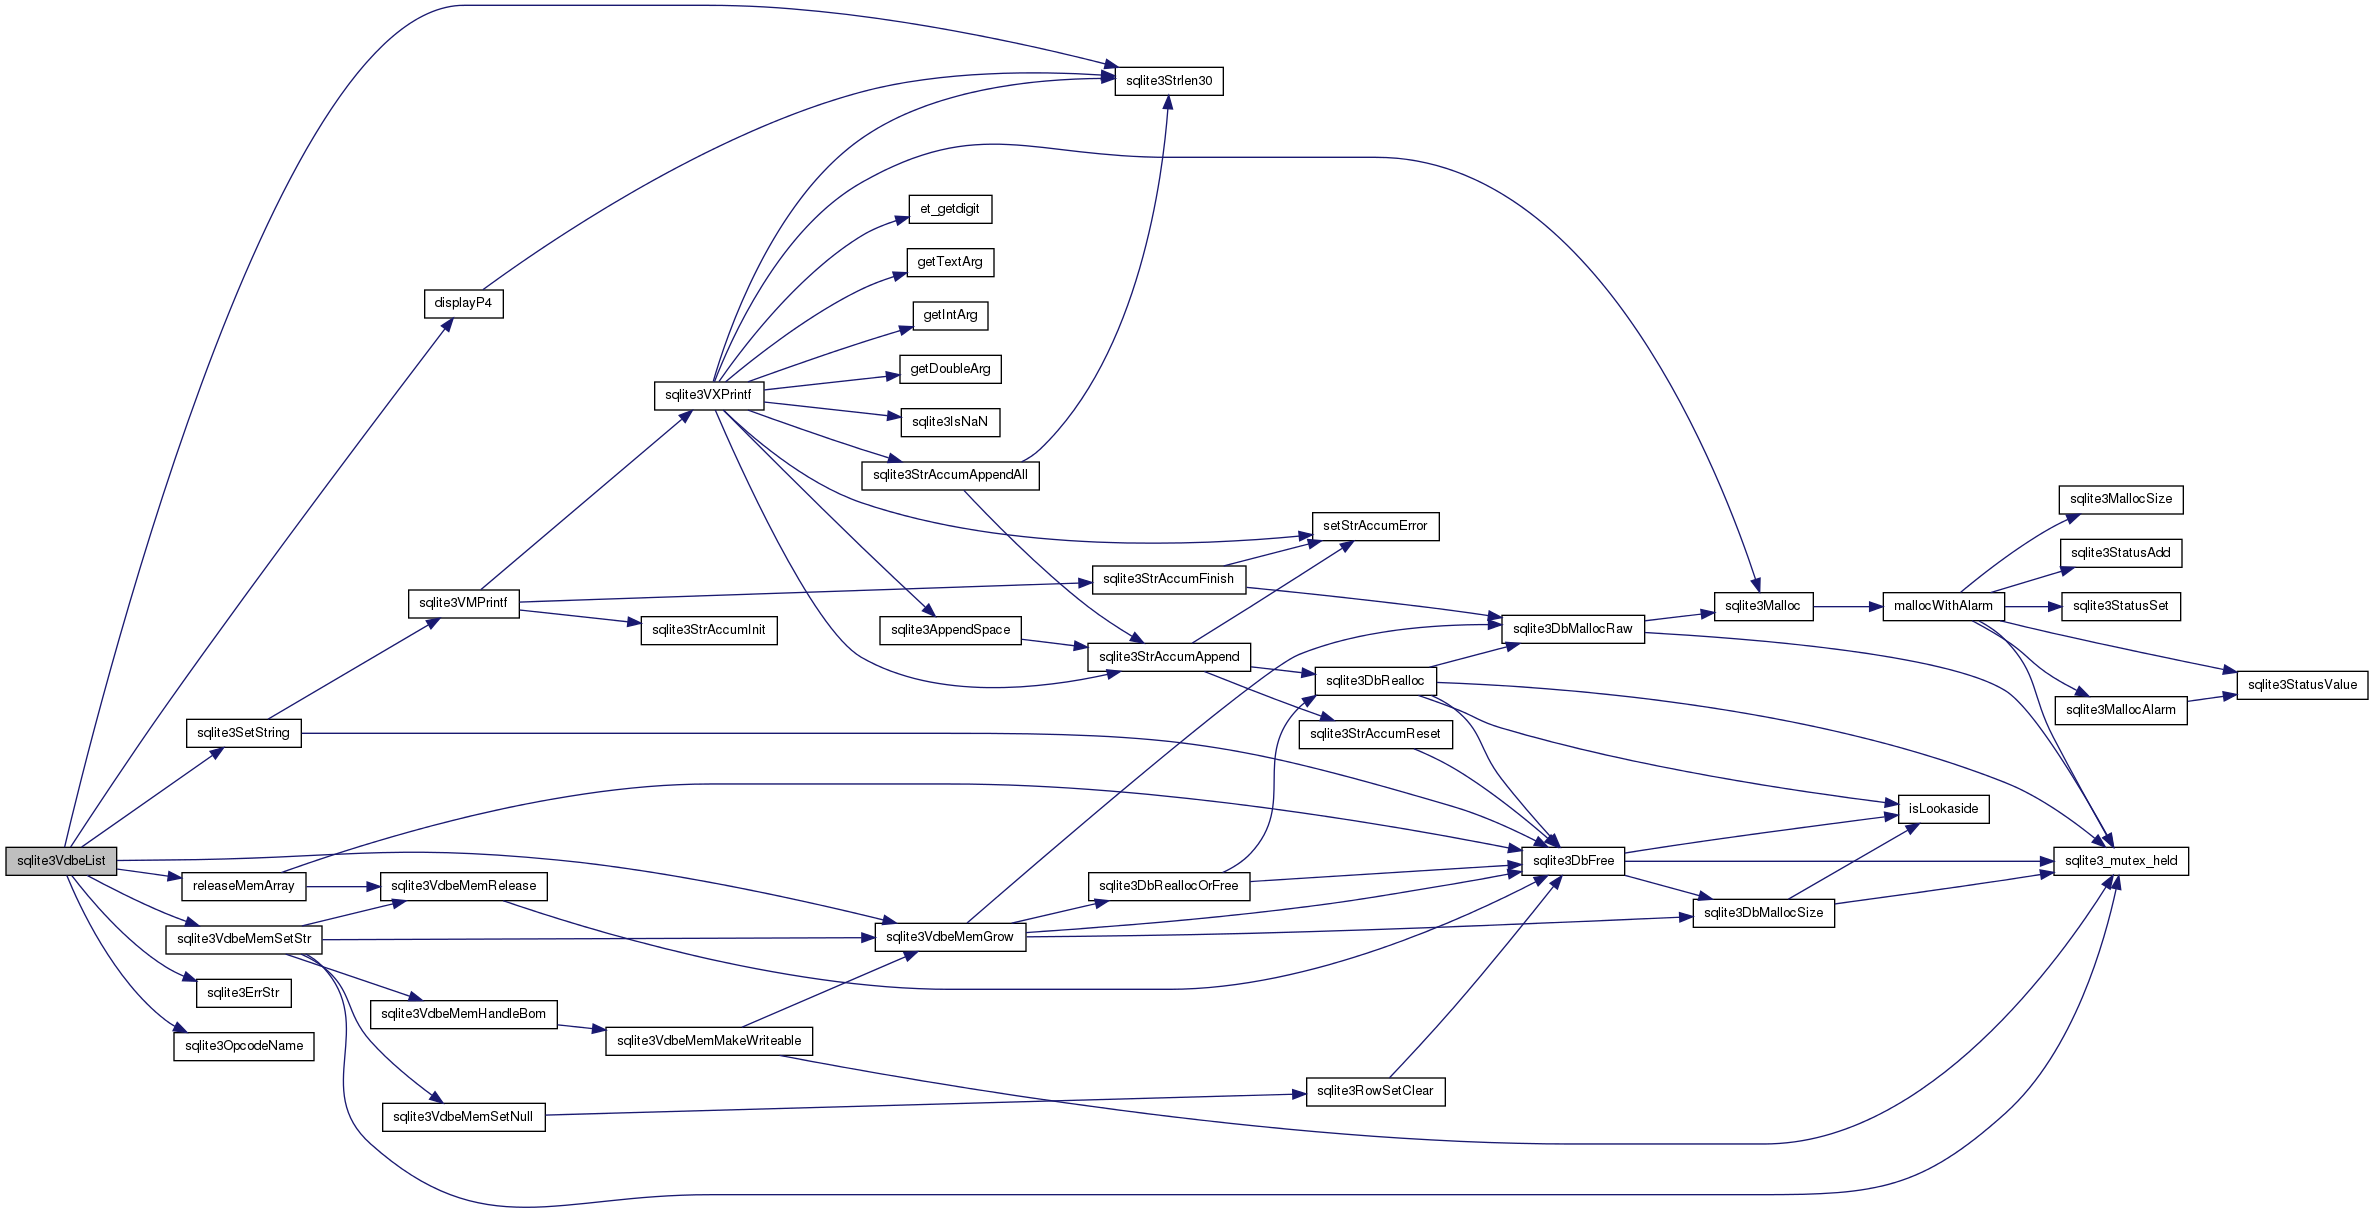 sqlite3Strlen30
et_getdigit
getTextArg
displayP4
getIntArg
getDoubleArg
sqlite3VXPrintf
sqlite3IsNaN
sqlite3StrAccumAppendAll
sqlite3MallocSize
setStrAccumError
sqlite3StatusAdd
sqlite3StrAccumFinish
sqlite3VMPrintf
sqlite3Malloc
mallocWithAlarm
sqlite3StatusSet
sqlite3StrAccumInit
sqlite3AppendSpace
sqlite3DbMallocRaw
sqlite3StrAccumAppend
sqlite3DbRealloc
sqlite3StatusValue
sqlite3MallocAlarm
sqlite3SetString
sqlite3StrAccumReset
isLookaside
sqlite3VdbeList
sqlite3DbFree
sqlite3_mutex_held
releaseMemArray
sqlite3VdbeMemRelease
sqlite3DbReallocOrFree
sqlite3DbMallocSize
sqlite3VdbeMemSetStr
sqlite3VdbeMemGrow
sqlite3ErrStr
sqlite3VdbeMemHandleBom
sqlite3OpcodeName
sqlite3VdbeMemMakeWriteable
sqlite3RowSetClear
sqlite3VdbeMemSetNull